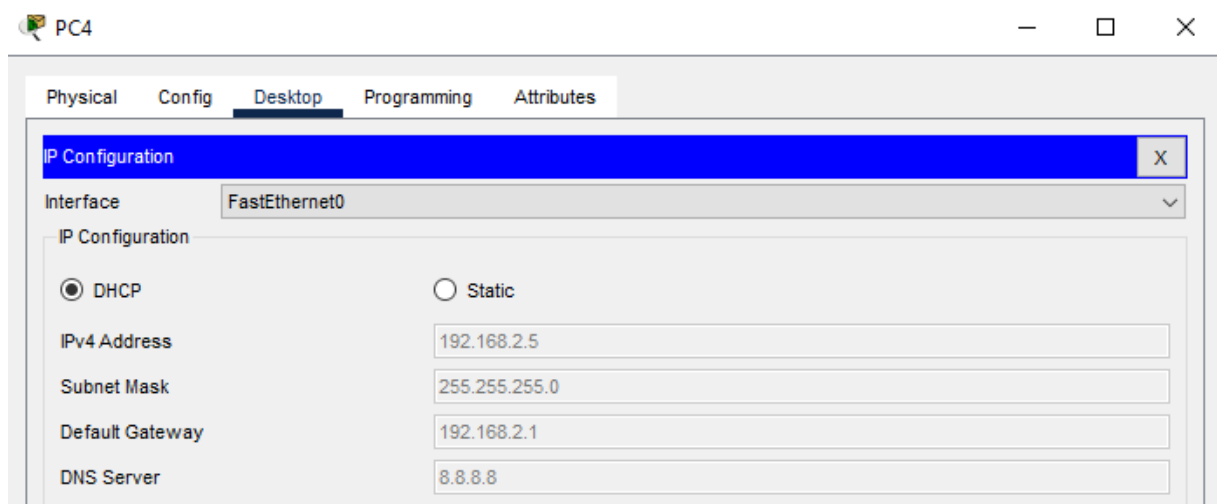 PC4
Physical Config Desktop Programming Attributes
IP Configuration X
Interface FastEthernet0
IP Configuration
DHCP Static
IPv4 Address 192.168.2.5
Subnet Mask 255.255.255.0
Default Gateway 192.168.2.1
DNS Server 8.8.8.8